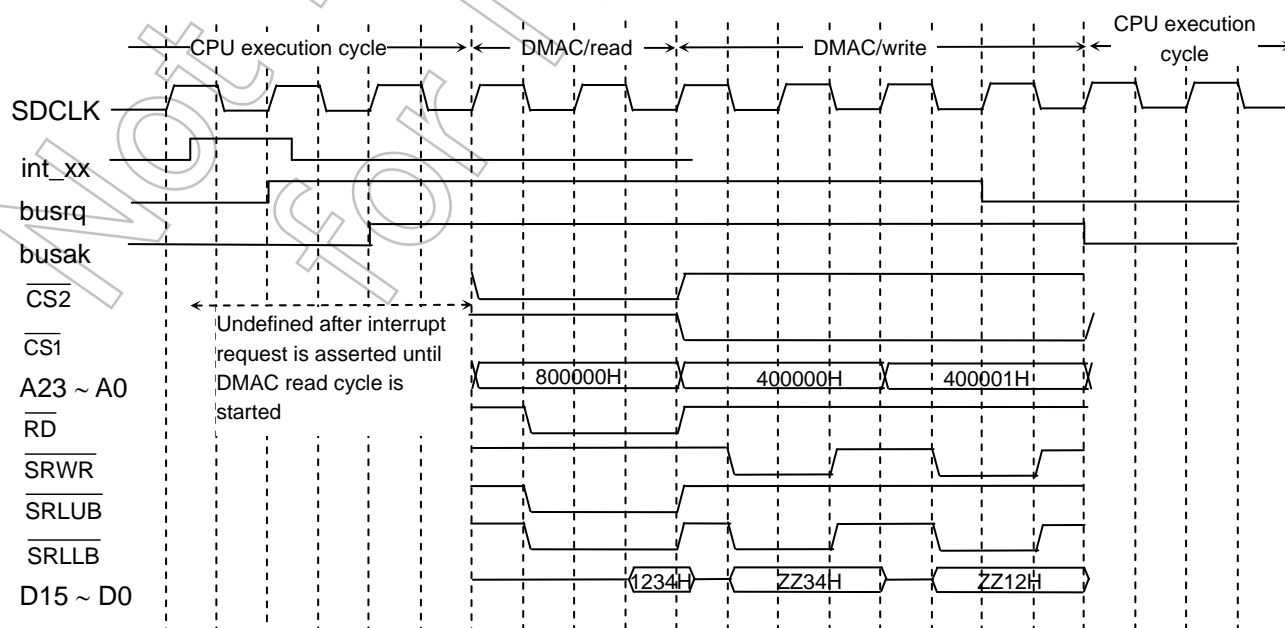 CPU execution cycle
DMAC/read
DMAC/write
CPU execution
cycle
SDCLK
int_xx
busrq
busak
CS2
Undefined after interrupt
request is asserted until
DMAC read cycle is
started
CS1
A23 ~ A0
800000H
400000H
400001H
RD
SRWR
SRLUB
SRLLB
D15 ~ D0
1234H
ZZ34H
ZZ12H
Not
for